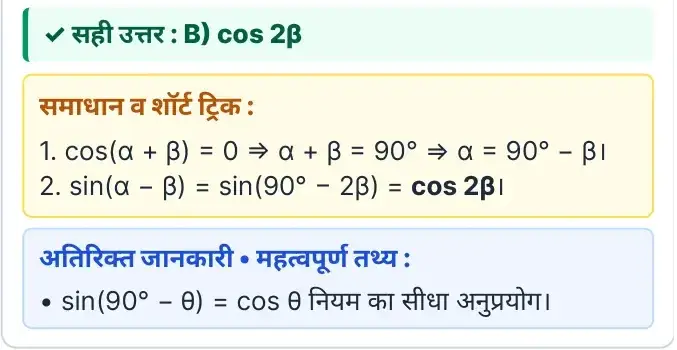 ✓ सही उत्तर : B) cos 2β
समाधान व शॉर्ट ट्रिक :
1. cos(α + β) = 0 ⇒ α + β = 90° ⇒ α = 90° − β।
2. sin(α − β) = sin(90° − 2β) = cos 2β।
अतिरिक्त जानकारी • महत्वपूर्ण तथ्य :
• sin(90° − θ) = cos θ नियम का सीधा अनुप्रयोग।